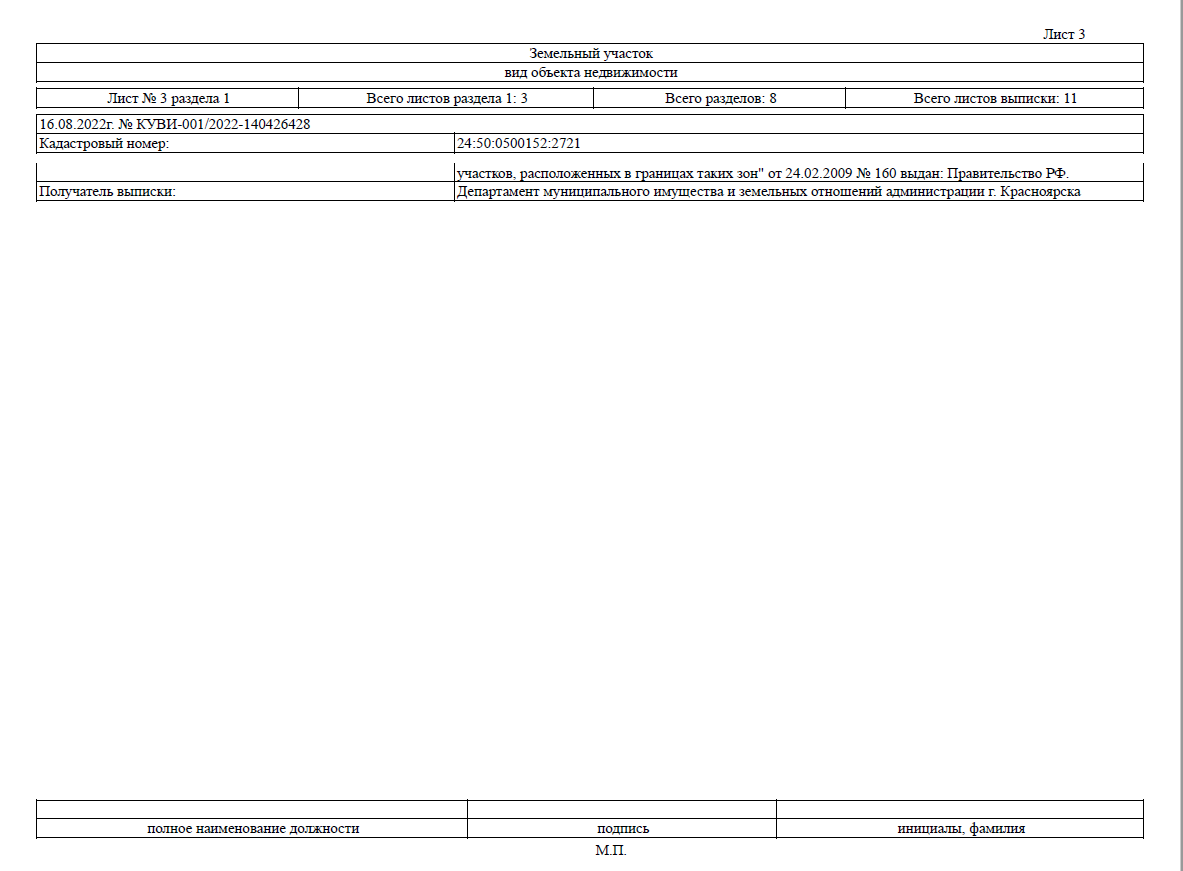 Лист 3
Земельный участок
вид объекта недвижимости
Лист № 3 раздела 1 Всего листов раздела 1: 3 Всего разделов: 8 Всего листов выписки: 11
16.08.2022г. № КУВИ-001/2022-140426428
Кадастровый номер: 24:50:0500152:2721
участков, расположенных в границах таких зон" от 24.02.2009 № 160 выдан: Правительство РФ.
Получатель выписки: Департамент муниципального имущества и земельных отношений администрации г. Красноярска
полное наименование должности подпись инициалы, фамилия
М.П.